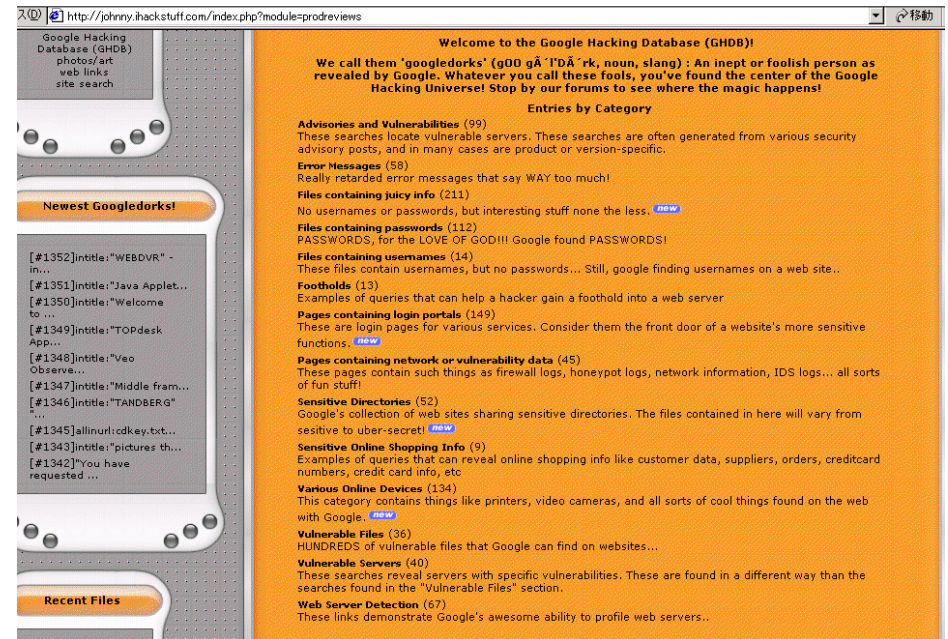 ス(D) http://johnny.ihackstuff.com/index.php?module=prodreviews 移動
Google Hacking
Database (GHDB)
photos/art
web links
site search
Newest Googledorks!
[#1352]intitle:"WEBDVR" -
in...
[#1351]intitle:"Java Applet...
[#1350]intitle:"Welcome
to ...
[#1349]intitle:"TOPdesk
App...
[#1348]intitle:"Veo
Observe...
[#1347]intitle:"Middle fram...
[#1346]intitle:"TANDBERG"
"...
[#1345]allinurl:cdkey.txt...
[#1343]intitle:"pictures th...
[#1342]"You have
requested ...
Recent Files
Welcome to the Google Hacking Database (GHDB)!
We call them 'googledorks' (gOO gÃ´l'DÃ´rk, noun, slang) : An inept or foolish person as
revealed by Google. Whatever you call these fools, you've found the center of the Google
Hacking Universe! Stop by our forums to see where the magic happens!
Entries by Category
Advisories and Vulnerabilities (99)
These searches locate vulnerable servers. These searches are often generated from various security
advisory posts, and in many cases are product or version-specific.
Error Messages (58)
Really retarded error messages that say WAY too much!
Files containing juicy info (211)
No usernames or passwords, but interesting stuff none the less. new
Files containing passwords (112)
PASSWORDS, for the LOVE OF GOD!!! Google found PASSWORDS!
Files containing usernames (14)
These files contain usernames, but no passwords... Still, google finding usernames on a web site..
Footholds (13)
Examples of queries that can help a hacker gain a foothold into a web server
Pages containing login portals (149)
These are login pages for various services. Consider them the front door of a website's more sensitive
functions. new
Pages containing network or vulnerability data (45)
These pages contain such things as firewall logs, honeypot logs, network information, IDS logs... all sorts
of fun stuff!
Sensitive Directories (52)
Google's collection of web sites sharing sensitive directories. The files contained in here will vary from
sesitive to uber-secret! new
Sensitive Online Shopping Info (9)
Examples of queries that can reveal online shopping info like customer data, suppliers, orders, creditcard
numbers, credit card info, etc
Various Online Devices (134)
This category contains things like printers, video cameras, and all sorts of cool things found on the web
with Google. new
Vulnerable Files (36)
HUNDREDS of vulnerable files that Google can find on websites...
Vulnerable Servers (40)
These searches reveal servers with specific vulnerabilities. These are found in a different way than the
searches found in the "Vulnerable Files" section.
Web Server Detection (67)
These links demonstrate Google's awesome ability to profile web servers..